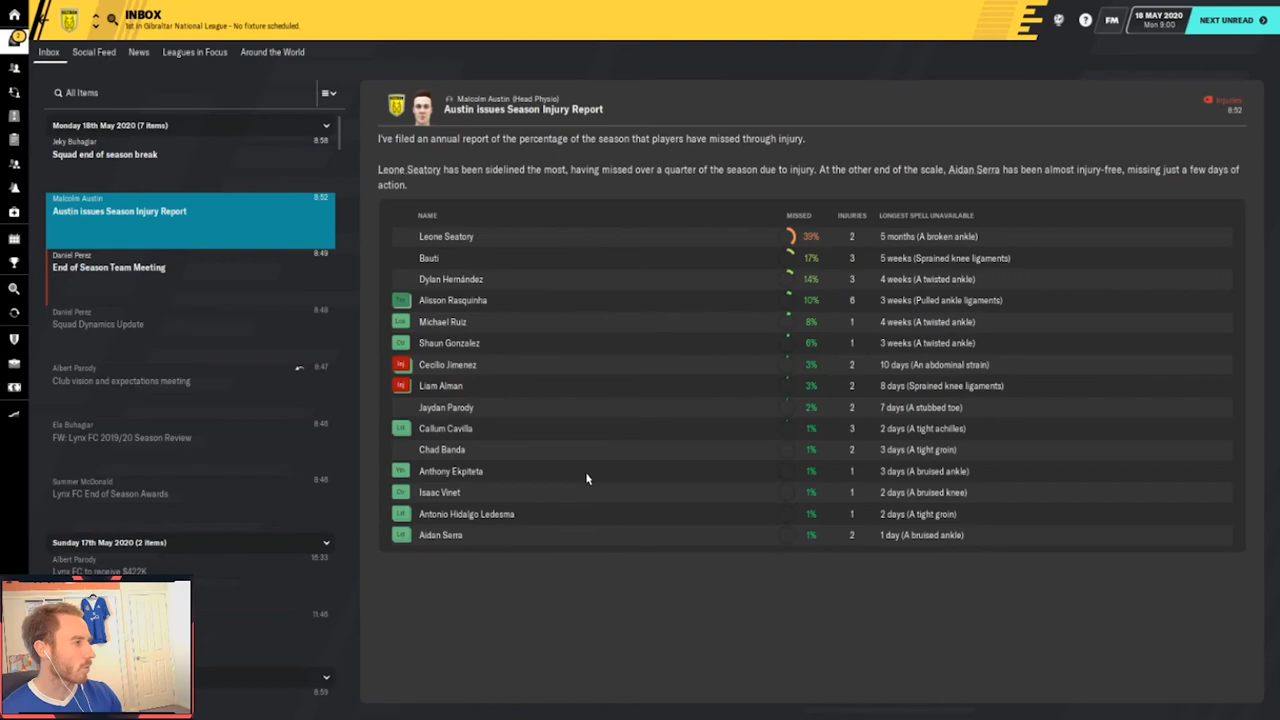 INBOX
1st in Gibraltar National League - No fixture scheduled.
FM
18 MAY 2020
Mon 9:00
NEXT UNREAD
2
Inbox Social Feed News Leagues in Focus Around the World
All Items
Monday 18th May 2020 (7 items)
Jeky Buhagiar 8:58
Squad end of season break
Malcolm Austin 8:52
Austin issues Season Injury Report
Daniel Perez 8:49
End of Season Team Meeting
Daniel Perez 8:48
Squad Dynamics Update
Albert Parody 8:47
Club vision and expectations meeting
Ela Buhagiar 8:46
FW: Lynx FC 2019/20 Season Review
Summer McDonald 8:46
Lynx FC End of Season Awards
Sunday 17th May 2020 (2 items)
Albert Parody 16:33
Lynx FC to receive $422K
11:46
8:59
Malcolm Austin (Head Physio)
Austin issues Season Injury Report
Injuries
8:52
I've filed an annual report of the percentage of the season that players have missed through injury.
Leone Seatory has been sidelined the most, having missed over a quarter of the season due to injury. At the other end of the scale, Aidan Serra has been almost injury-free, missing just a few days of
action.
NAME MISSED INJURIES LONGEST SPELL UNAVAILABLE
Leone Seatory 39% 2 5 months (A broken ankle)
Bauti 17% 3 5 weeks (Sprained knee ligaments)
Dylan Hernández 14% 3 4 weeks (A twisted ankle)
Alisson Rasquinha 10% 6 3 weeks (Pulled ankle ligaments)
Michael Ruiz 8% 1 4 weeks (A twisted ankle)
Shaun Gonzalez 6% 1 3 weeks (A twisted ankle)
Inj Cecilio Jimenez 3% 2 10 days (An abdominal strain)
Inj Liam Alman 3% 2 8 days (Sprained knee ligaments)
Jaydan Parody 2% 2 7 days (A stubbed toe)
Callum Cavilla 1% 3 2 days (A tight achilles)
Chad Banda 1% 2 3 days (A tight groin)
Anthony Ekpiteta 1% 1 3 days (A bruised ankle)
Isaac Vinet 1% 1 2 days (A bruised knee)
Antonio Hidalgo Ledesma 1% 1 2 days (A tight groin)
Aidan Serra 1% 2 1 day (A bruised ankle)